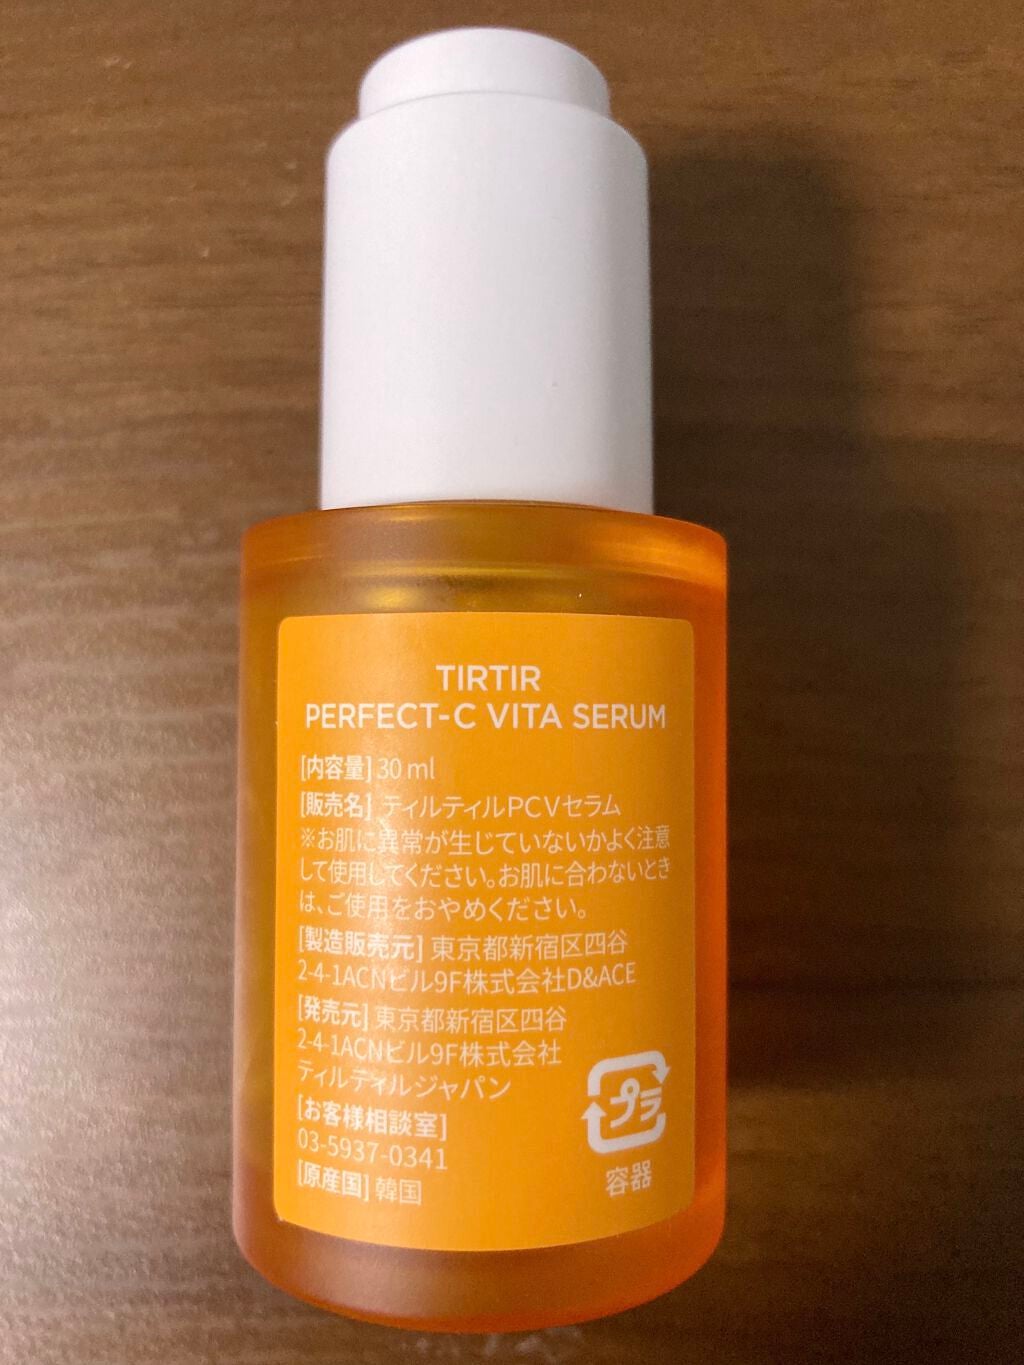 TIRTIR
PERFECT-C VITA SERUM
[内容量] 30 ml
[販売名] ティルティルPCVセラム
※お肌に異常が生じていないかよく注意
して使用してください。お肌に合わないとき
は、ご使用をおやめください。
[製造販売元] 東京都新宿区四谷
2-4-1ACNビル9F株式会社D&ACE
[発売元] 東京都新宿区四谷
2-4-1ACNビル9F株式会社
ティルティルジャパン
[お客様相談室]
03-5937-0341
[原産国] 韓国
プラ
容器